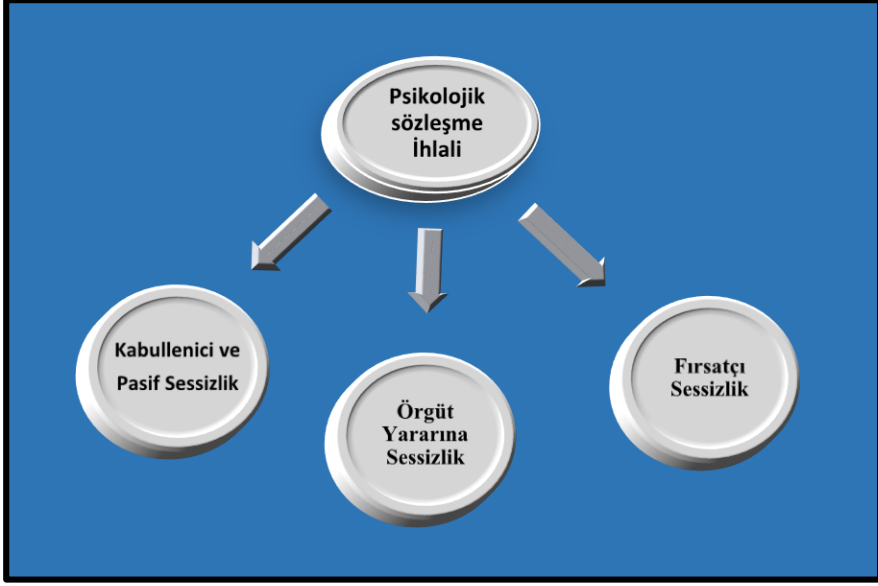 Psikolojik
sözleşme
İhlali
Kabullenici ve
Pasif Sessizlik
Örgüt
Yararına
Sessizlik
Fırsatçı
Sessizlik